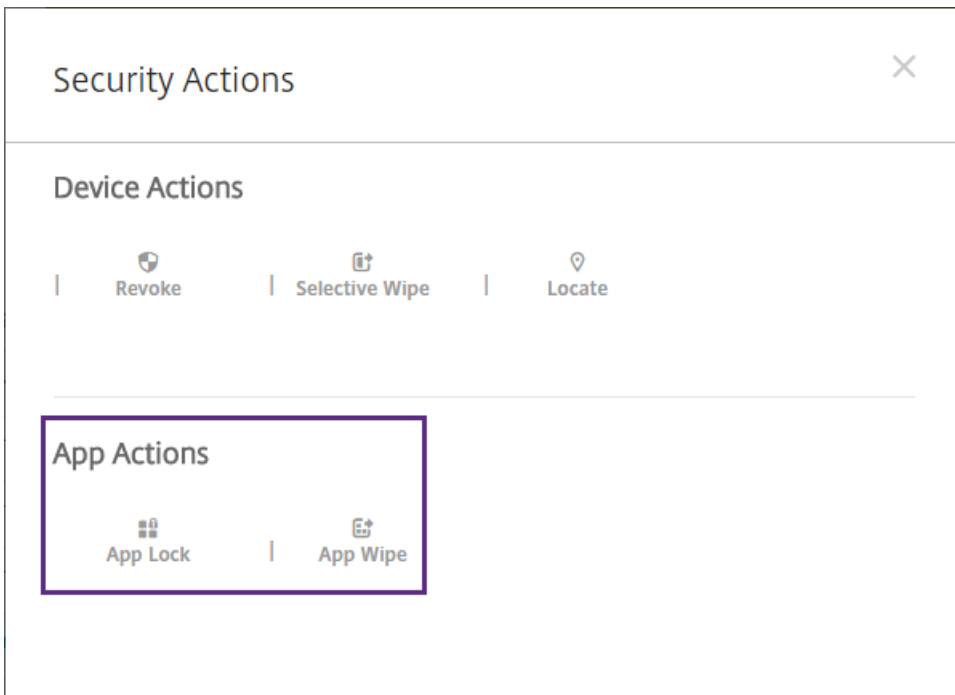 Security Actions
Device Actions
| Revoke | Selective Wipe | Locate
App Actions
App Lock | App Wipe